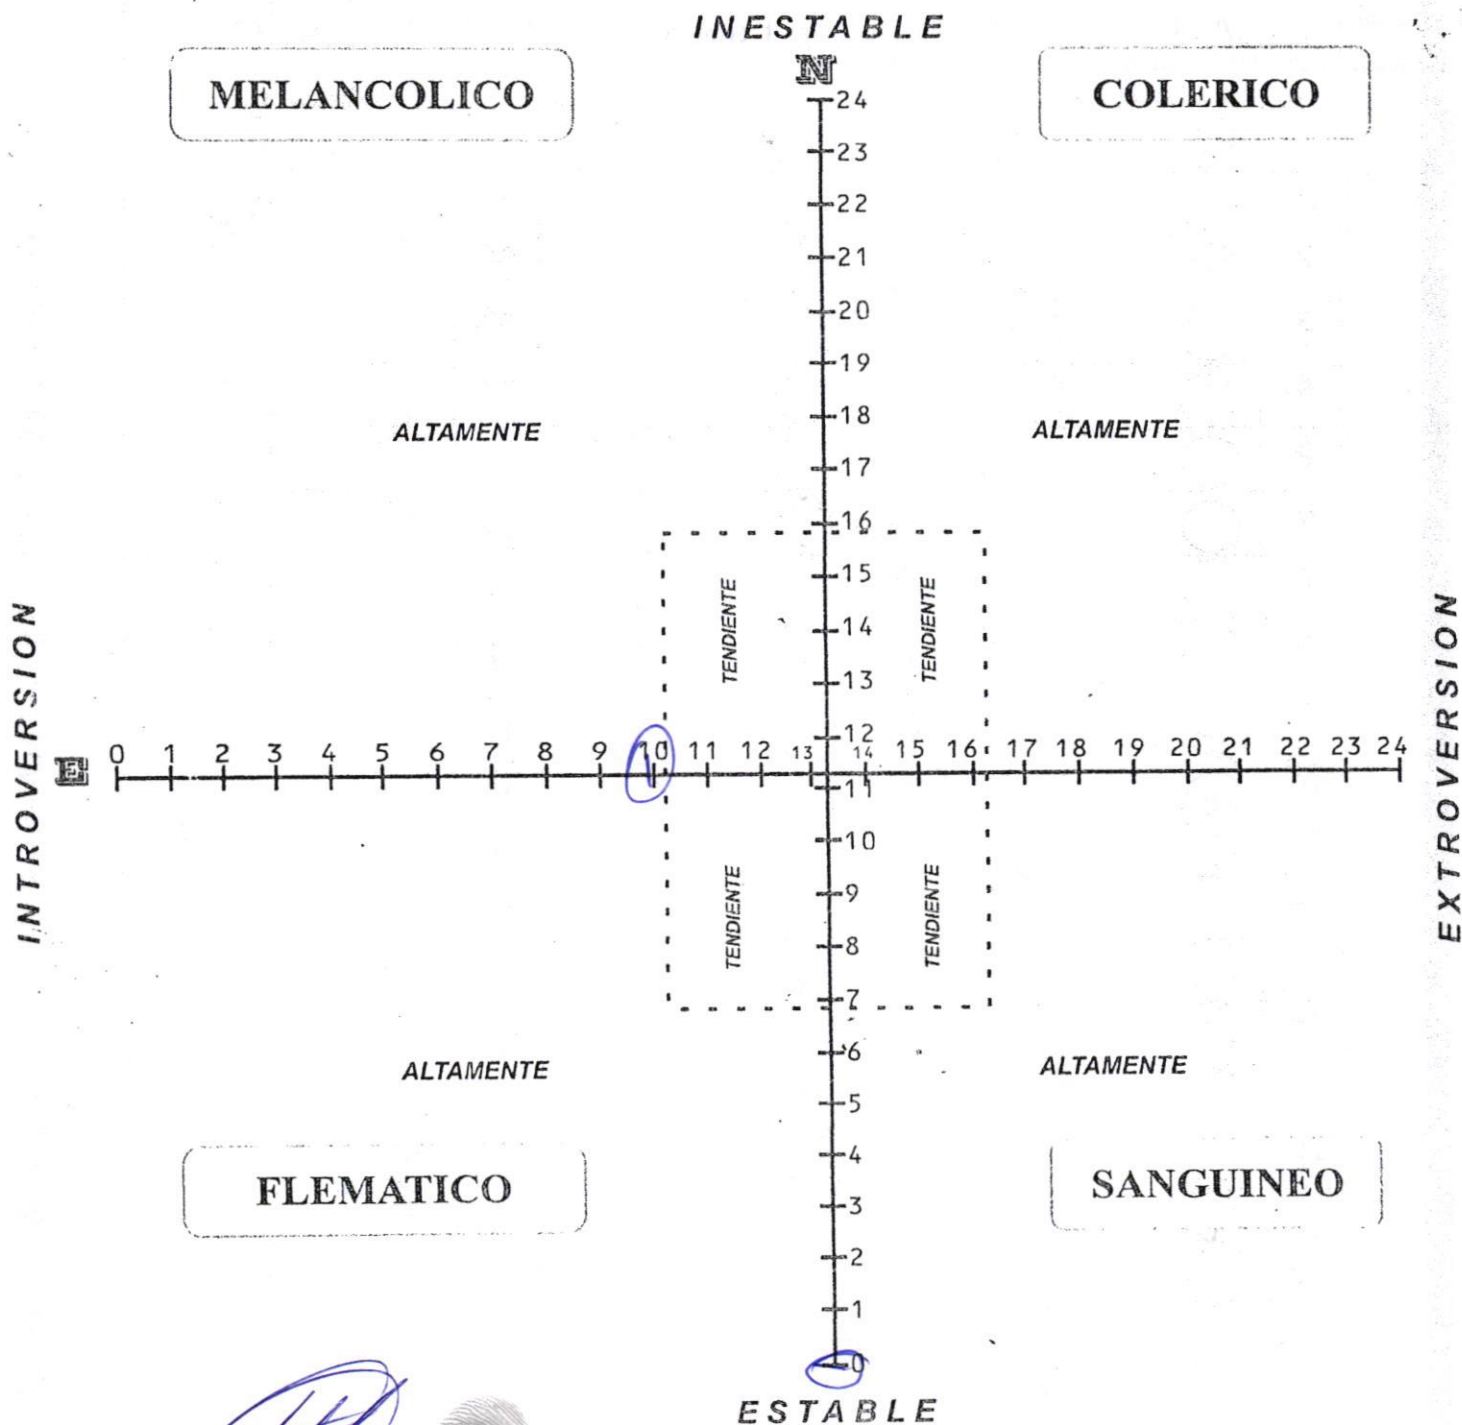 INESTABLE
N
MELANCOLICO
COLERICO
24
23
22
21
20
19
18
ALTAMENTE
ALTAMENTE
17
16
15
TENDIENTE
TENDIENTE
14
13
12
INTROVERSION
EXTROVERSION
E
0 1 2 3 4 5 6 7 8 9 10 11 12 13 14 15 16 17 18 19 20 21 22 23 24
11
10
9
TENDIENTE
TENDIENTE
8
7
6
ALTAMENTE
ALTAMENTE
5
4
FLEMATICO
SANGUINEO
3
2
1
0
ESTABLE